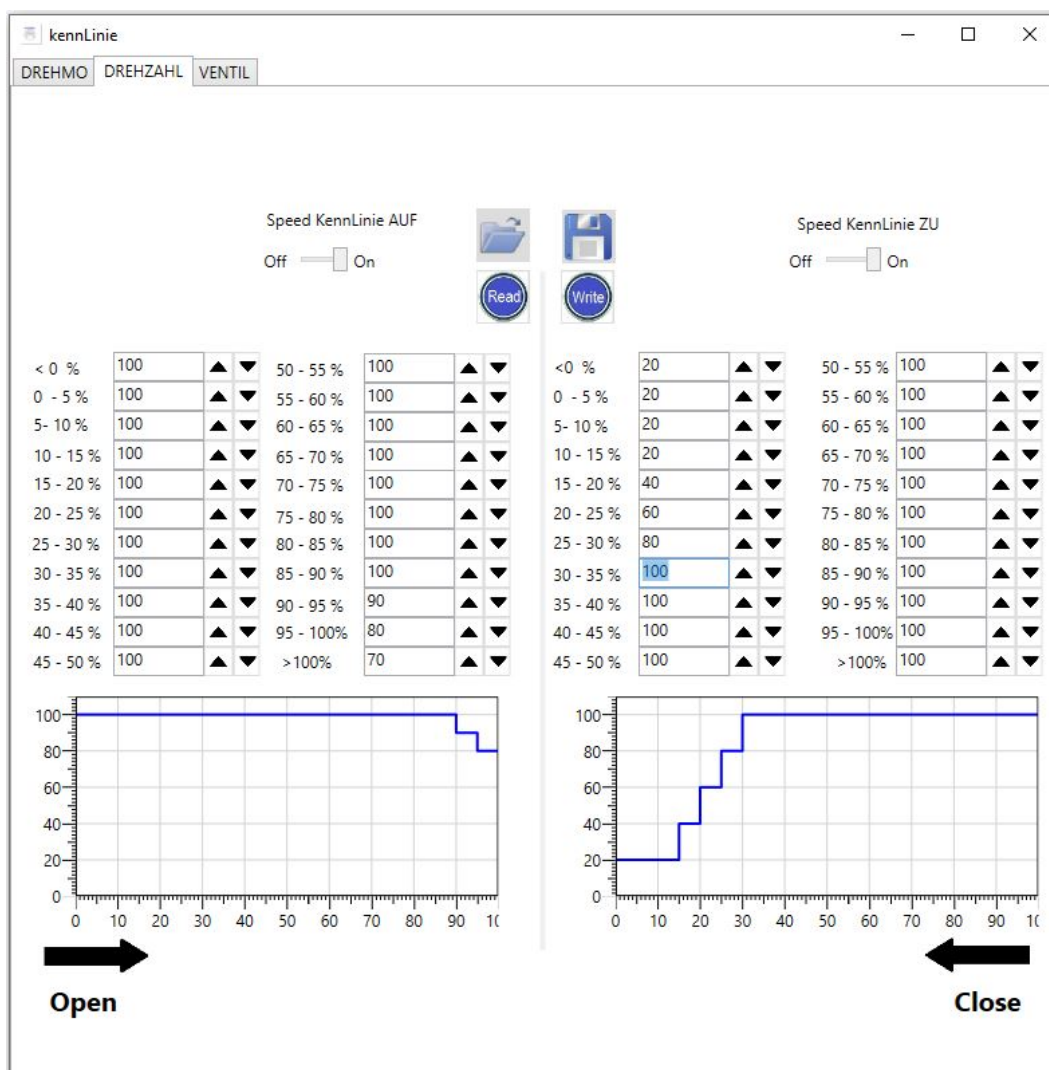 kennLinie
DREHMO DREHZAHL VENTIL
Speed KennLinie AUF
Off On
Read
Write
Speed KennLinie ZU
Off On
< 0 % 100 50 - 55 % 100
0 - 5 % 100 55 - 60 % 100
5- 10 % 100 60 - 65 % 100
10 - 15 % 100 65 - 70 % 100
15 - 20 % 100 70 - 75 % 100
20 - 25 % 100 75 - 80 % 100
25 - 30 % 100 80 - 85 % 100
30 - 35 % 100 85 - 90 % 100
35 - 40 % 100 90 - 95 % 90
40 - 45 % 100 95 - 100% 80
45 - 50 % 100 >100% 70
<0 % 20 50 - 55 % 100
0 - 5 % 20 55 - 60 % 100
5- 10 % 20 60 - 65 % 100
10 - 15 % 20 65 - 70 % 100
15 - 20 % 40 70 - 75 % 100
20 - 25 % 60 75 - 80 % 100
25 - 30 % 80 80 - 85 % 100
30 - 35 % 100 85 - 90 % 100
35 - 40 % 100 90 - 95 % 100
40 - 45 % 100 95 - 100% 100
45 - 50 % 100 >100% 100
100
80
60
40
20
0
0 10 20 30 40 50 60 70 80 90
Open
100
80
60
40
20
0
0 10 20 30 40 50 60 70 80 90
Close